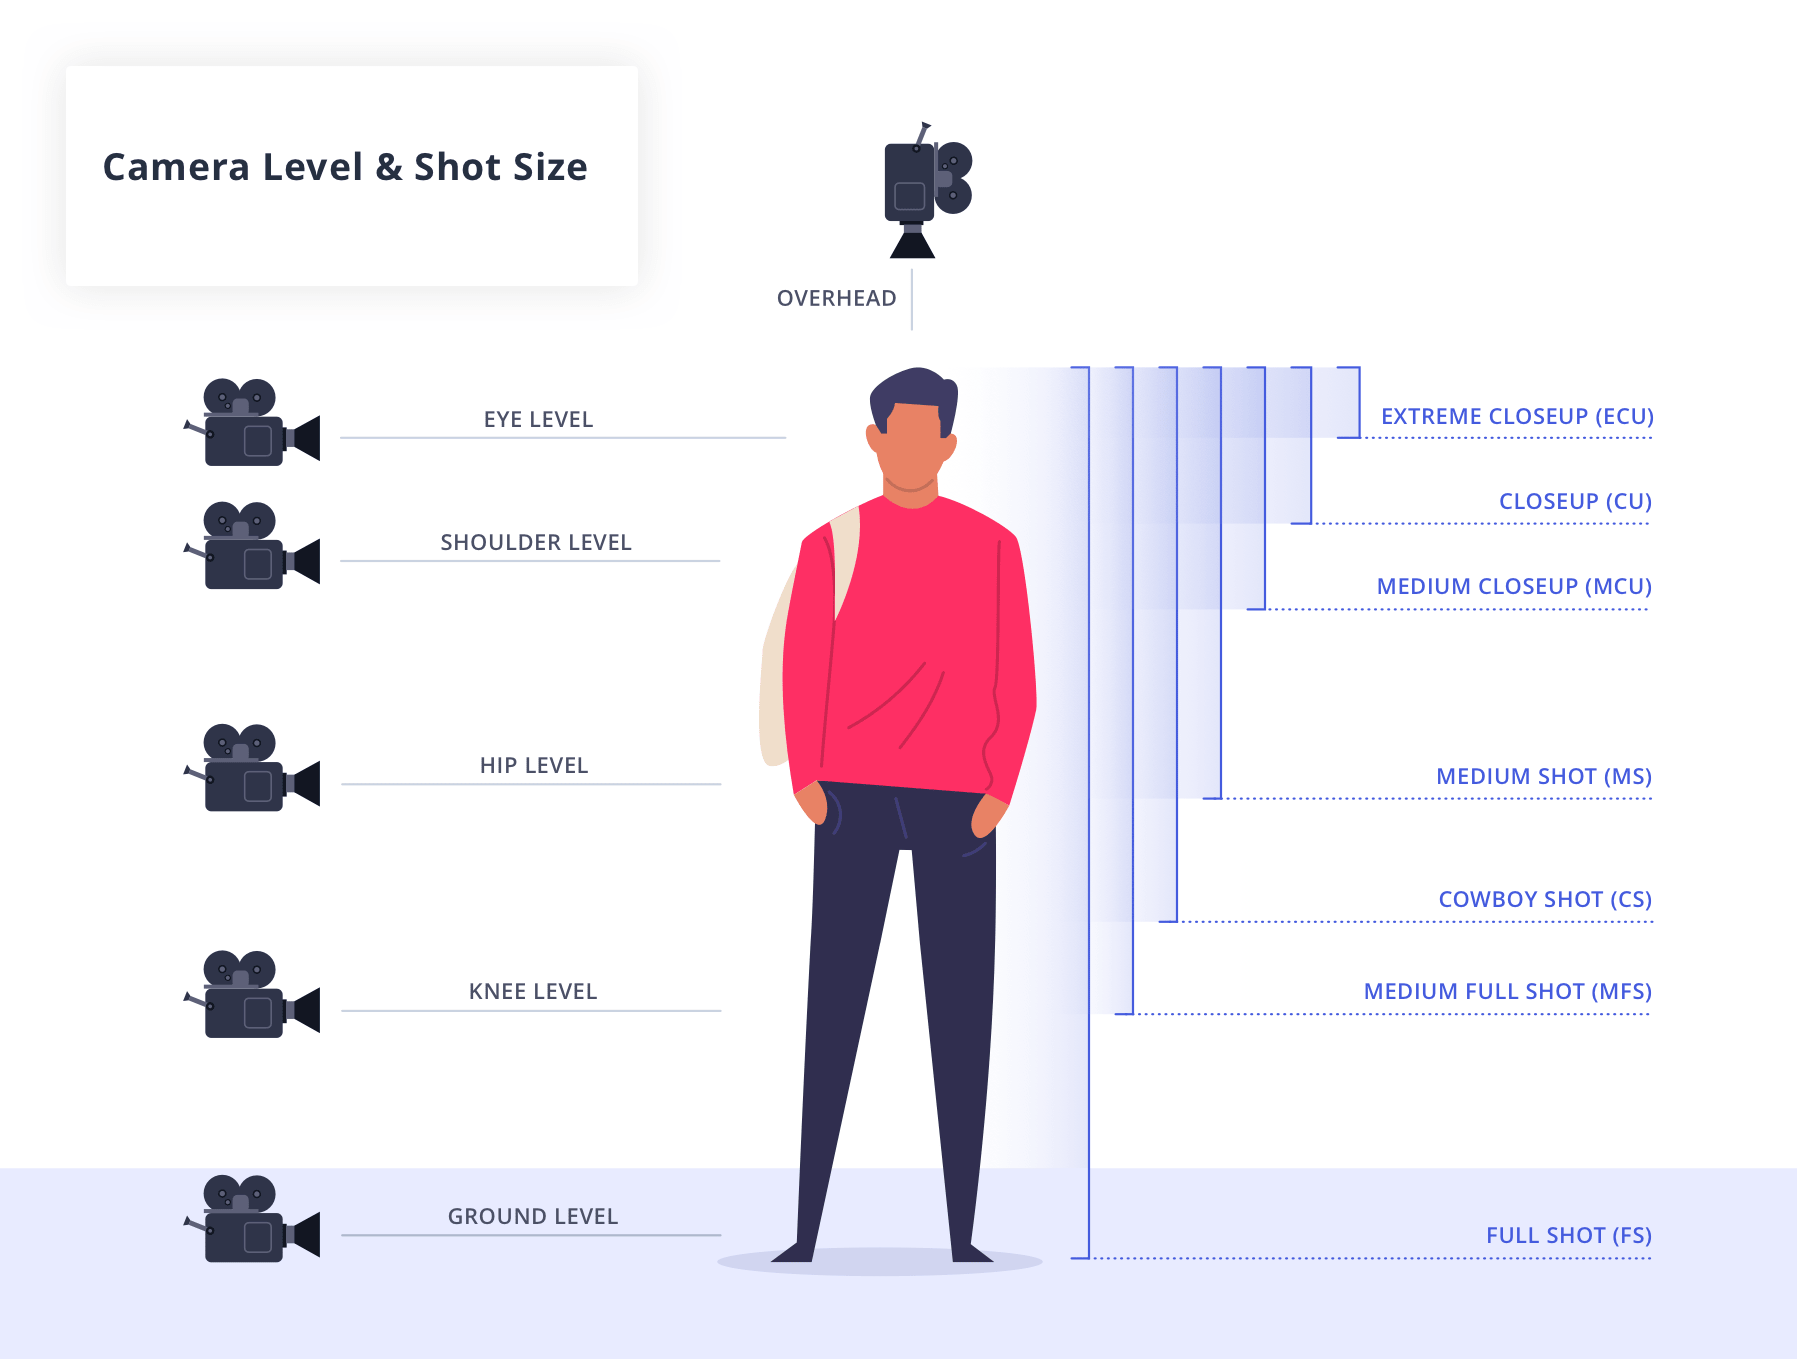 Camera Level & Shot Size
OVERHEAD
EYE LEVEL
SHOULDER LEVEL
HIP LEVEL
KNEE LEVEL
GROUND LEVEL
EXTREME CLOSEUP (ECU)
CLOSEUP (CU)
MEDIUM CLOSEUP (MCU)
MEDIUM SHOT (MS)
COWBOY SHOT (CS)
MEDIUM FULL SHOT (MFS)
FULL SHOT (FS)